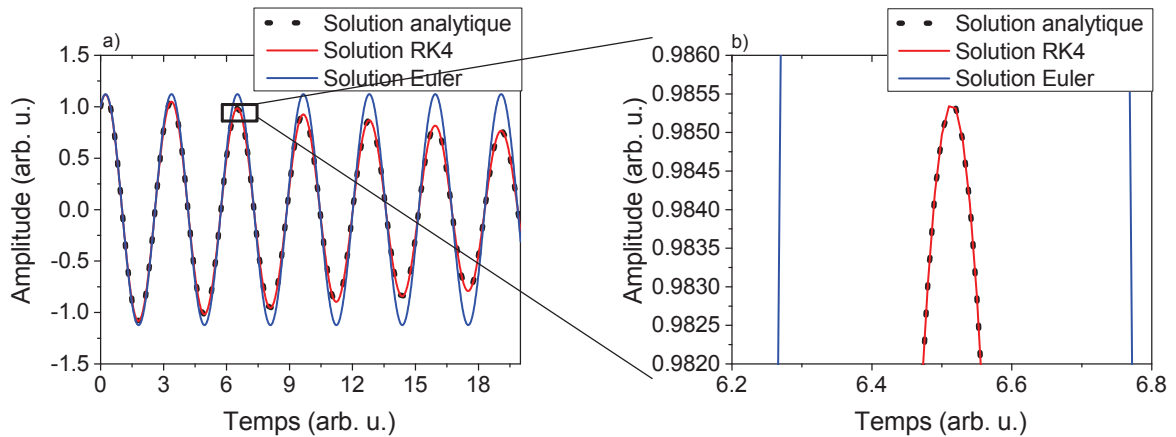 a)
Solution analytique
Solution RK4
Solution Euler
1.5
1.0
0.5
0.0
-0.5
-1.0
-1.5
Amplitude (arb. u.)
0 3 6 9 12 15 18
Temps (arb. u.)
b)
Solution analytique
Solution RK4
Solution Euler
0.9860
0.9855
0.9850
0.9845
0.9840
0.9835
0.9830
0.9825
0.9820
Amplitude (arb. u.)
6.2 6.4 6.6 6.8
Temps (arb. u.)